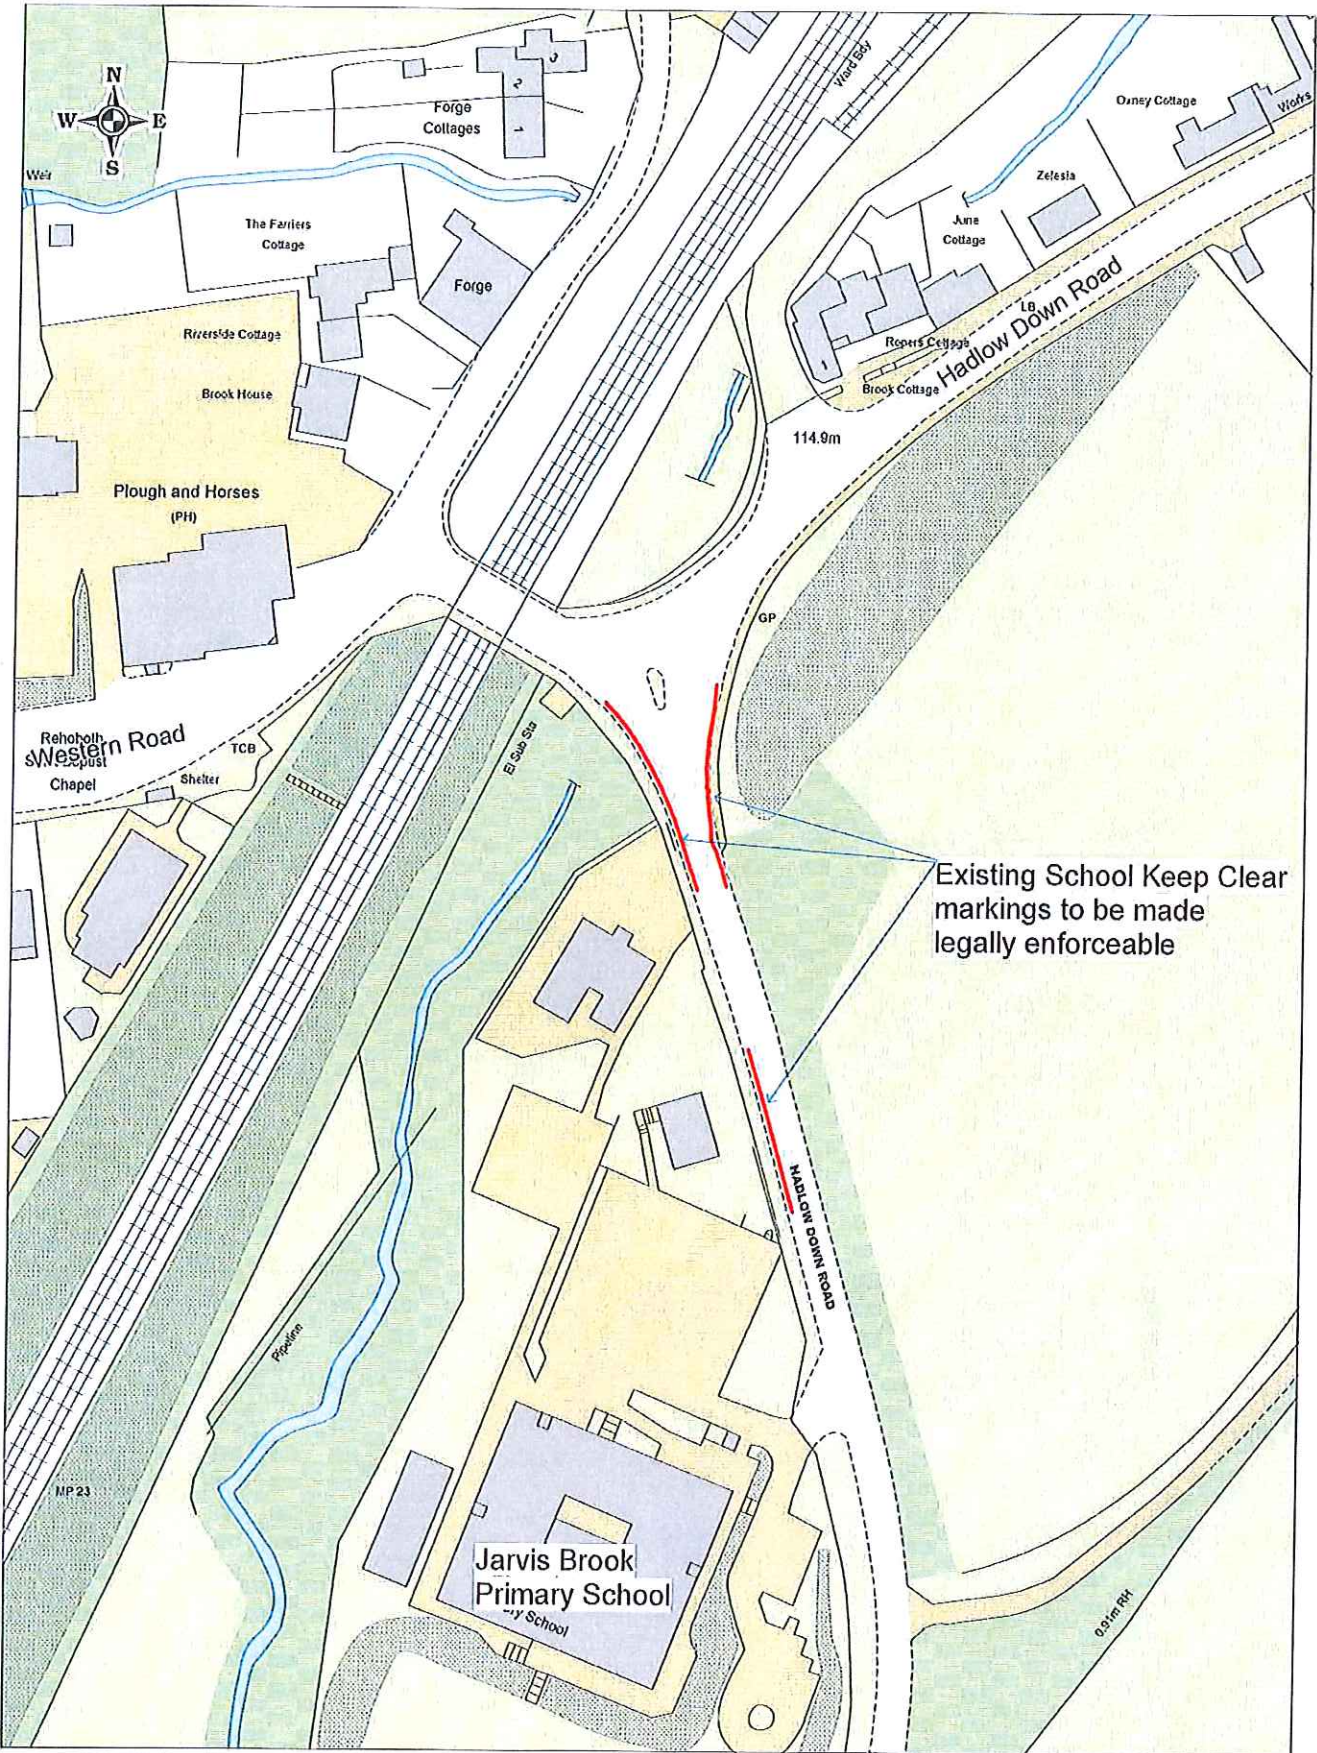 N
W E
S
Weir
Forge
Cottages
1
2
3
Ward Bdy
Oxney Cottage
Works
Zelesia
June
Cottage
The Farriers
Cottage
Forge
Hadlow Down Road
LB
Riverside Cottage
Ropers Cottage
1
Brook House
Brook Cottage
114.9m
Plough and Horses
(PH)
GP
Western Road
Rehoboth
Chapel
TCB
Shelter
El Sub Sta
Existing School Keep Clear
markings to be made
legally enforceable
HADLOW DOWN ROAD
Pipeline
MP 23
Jarvis Brook
Primary School
School
0.91m RH